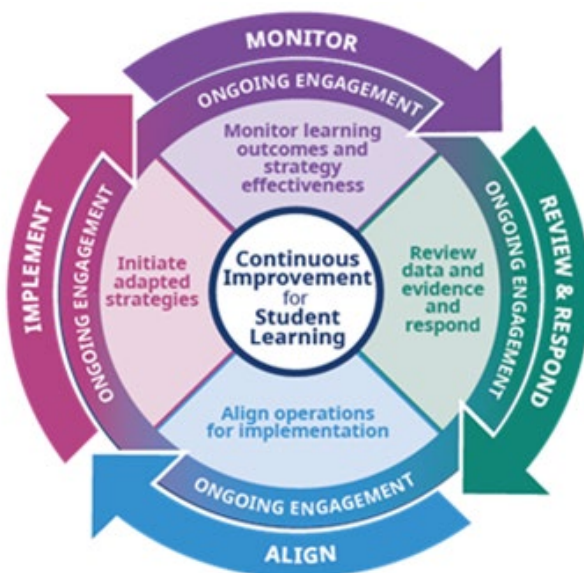 MONITOR
ONGOING ENGAGEMENT
Monitor learning
outcomes and
strategy
effectiveness
REVIEW & RESPOND
ONGOING ENGAGEMENT
Review
data and
evidence
and
respond
ALIGN
ONGOING ENGAGEMENT
Align operations
for implementation
IMPLEMENT
ONGOING ENGAGEMENT
Initiate
adapted
strategies
Continuous
Improvement
for
Student
Learning